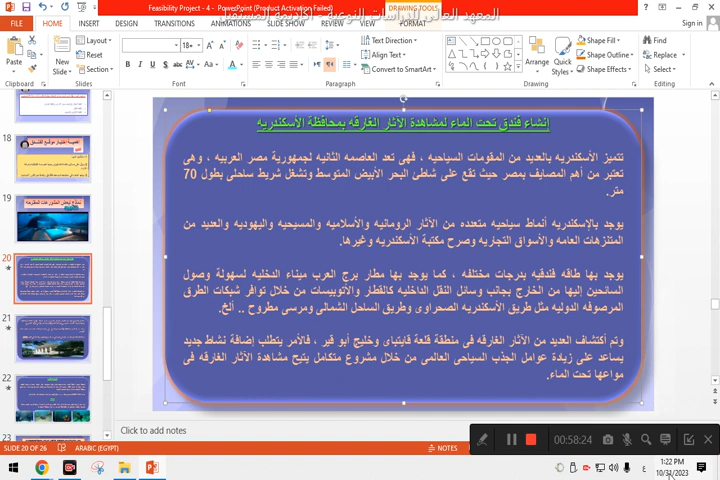 Feasibility Project - 4 - PowerPoint (Product Activation Failed)
المعهد العالي للدراسات النوعية - أكاديمية المستقبل
DRAWING TOOLS
FILE HOME INSERT DESIGN TRANSITIONS ANIMATIONS SLIDE SHOW REVIEW VIEW FORMAT
Sign in
Paste
New Slide
Layout
Reset
Section
18
Text Direction
Align Text
Convert to SmartArt
Arrange
Quick Styles
Shape Fill
Shape Outline
Shape Effects
Find
Replace
Select
Clipboard Slides Font Paragraph Drawing Editing
18
19
20
21
22
23
إنشاء فندق تحت الماء لمشاهدة الآثار الغارقه بمحافظة الأسكندريه
تتميز الأسكندريه بالعديد من المقومات السياحيه ، فهى تعد العاصمه الثانيه لجمهورية مصر العربيه ، وهى
تعتبر من أهم المصايف بمصر حيث تقع على شاطئ البحر الأبيض المتوسط وتشغل شريط ساحلى بطول 70
متر.
يوجد بالإسكندريه أنماط سياحيه متعدده من الآثار الرومانيه والأسلاميه والمسيحيه واليهوديه والعديد من
المتنزهات العامه والأسواق التجاريه وصرح مكتبة الأسكندريه وغيرها.
يوجد بها طاقه فندقيه بدرجات مختلفه ، كما يوجد بها مطار برج العرب ميناء الدخليه لسهولة وصول
السائحين إليها من الخارج بجانب وسائل النقل الداخليه كالقطار والأتوبيسات من خلال توافر شبكات الطرق
المرصوفه الدوليه مثل طريق الأسكندريه الصحراوى وطريق الساحل الشمالى ومرسى مطروح .. ألخ.
وتم أكتشاف العديد من الآثار الغارقه فى منطقة قلعة قايتباى وخليج أبو قير ، فالأمر يتطلب إضافة نشاط جديد
يساعد على زيادة عوامل الجذب السياحى العالمى من خلال مشروع متكامل يتيح مشاهدة الآثار الغارقه فى
مواعها تحت الماء.
Click to add notes
SLIDE 20 OF 26 ARABIC (EGYPT)
NOTES
00:58:24
1:22 PM
10/31/2023